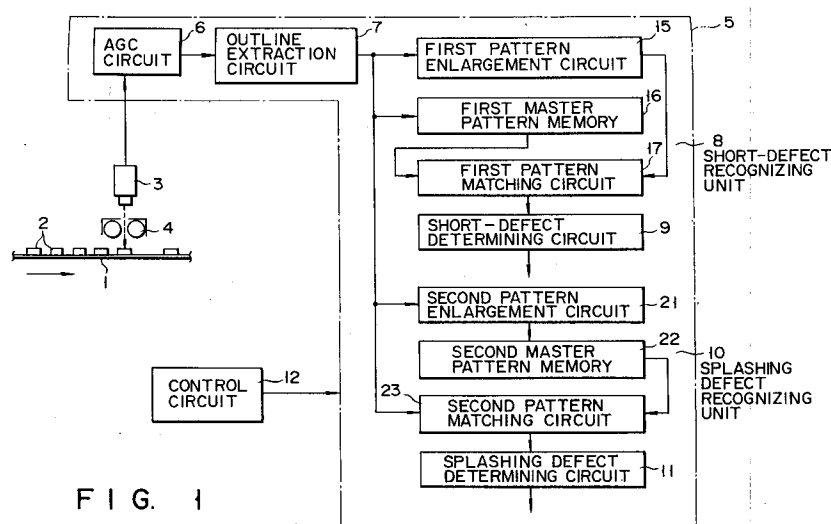 6
AGC
CIRCUIT
7
OUTLINE
EXTRACTION
CIRCUIT
15
FIRST PATTERN
ENLARGEMENT CIRCUIT
5
16
FIRST MASTER
PATTERN MEMORY
17
FIRST PATTERN
MATCHING CIRCUIT
8
SHORT-DEFECT
RECOGNIZING
UNIT
SHORT-DEFECT
DETERMINING CIRCUIT
9
3
4
2
1
SECOND PATTERN
ENLARGEMENT CIRCUIT
21
22
SECOND MASTER
PATTERN MEMORY
10
SPLASHING
DEFECT
RECOGNIZING
UNIT
CONTROL
CIRCUIT
12
23
SECOND PATTERN
MATCHING CIRCUIT
SPLASHING DEFECT
DETERMINING CIRCUIT
11
FIG. 1